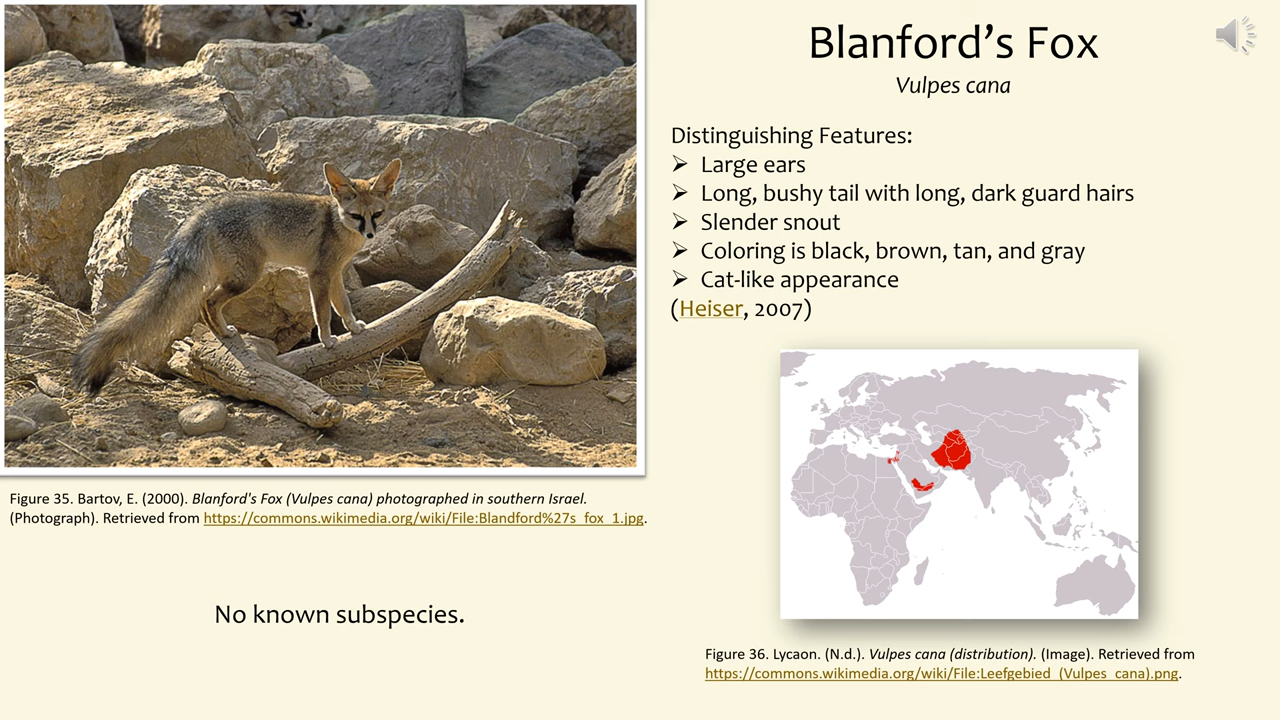 Blanford’s Fox
Vulpes cana
Distinguishing Features:
➢ Large ears
➢ Long, bushy tail with long, dark guard hairs
➢ Slender snout
➢ Coloring is black, brown, tan, and gray
➢ Cat-like appearance
(Heiser, 2007)
Figure 35. Bartov, E. (2000). Blanford's Fox (Vulpes cana) photographed in southern Israel.
(Photograph). Retrieved from https://commons.wikimedia.org/wiki/File:Blandford%27s_fox_1.jpg.
No known subspecies.
Figure 36. Lycaon. (N.d.). Vulpes cana (distribution). (Image). Retrieved from
https://commons.wikimedia.org/wiki/File:Leefgebied_(Vulpes_cana).png.